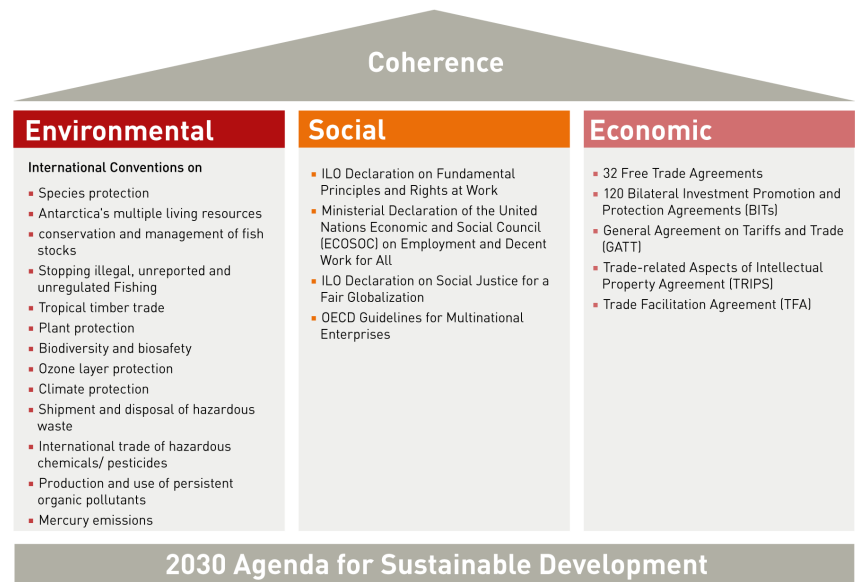 Coherence
Environmental
International Conventions on
▪ Species protection
▪ Antarctica's multiple living resources
▪ conservation and management of fish
stocks
▪ Stopping illegal, unreported and
unregulated Fishing
▪ Tropical timber trade
▪ Plant protection
▪ Biodiversity and biosafety
▪ Ozone layer protection
▪ Climate protection
▪ Shipment and disposal of hazardous
waste
▪ International trade of hazardous
chemicals/ pesticides
▪ Production and use of persistent
organic pollutants
▪ Mercury emissions
Social
▪ ILO Declaration on Fundamental
Principles and Rights at Work
▪ Ministerial Declaration of the United
Nations Economic and Social Council
(ECOSOC) on Employment and Decent
Work for All
▪ ILO Declaration on Social Justice for a
Fair Globalization
▪ OECD Guidelines for Multinational
Enterprises
Economic
▪ 32 Free Trade Agreements
▪ 120 Bilateral Investment Promotion and
Protection Agreements (BITs)
▪ General Agreement on Tariffs and Trade
(GATT)
▪ Trade-related Aspects of Intellectual
Property Agreement (TRIPS)
▪ Trade Facilitation Agreement (TFA)
2030 Agenda for Sustainable Development